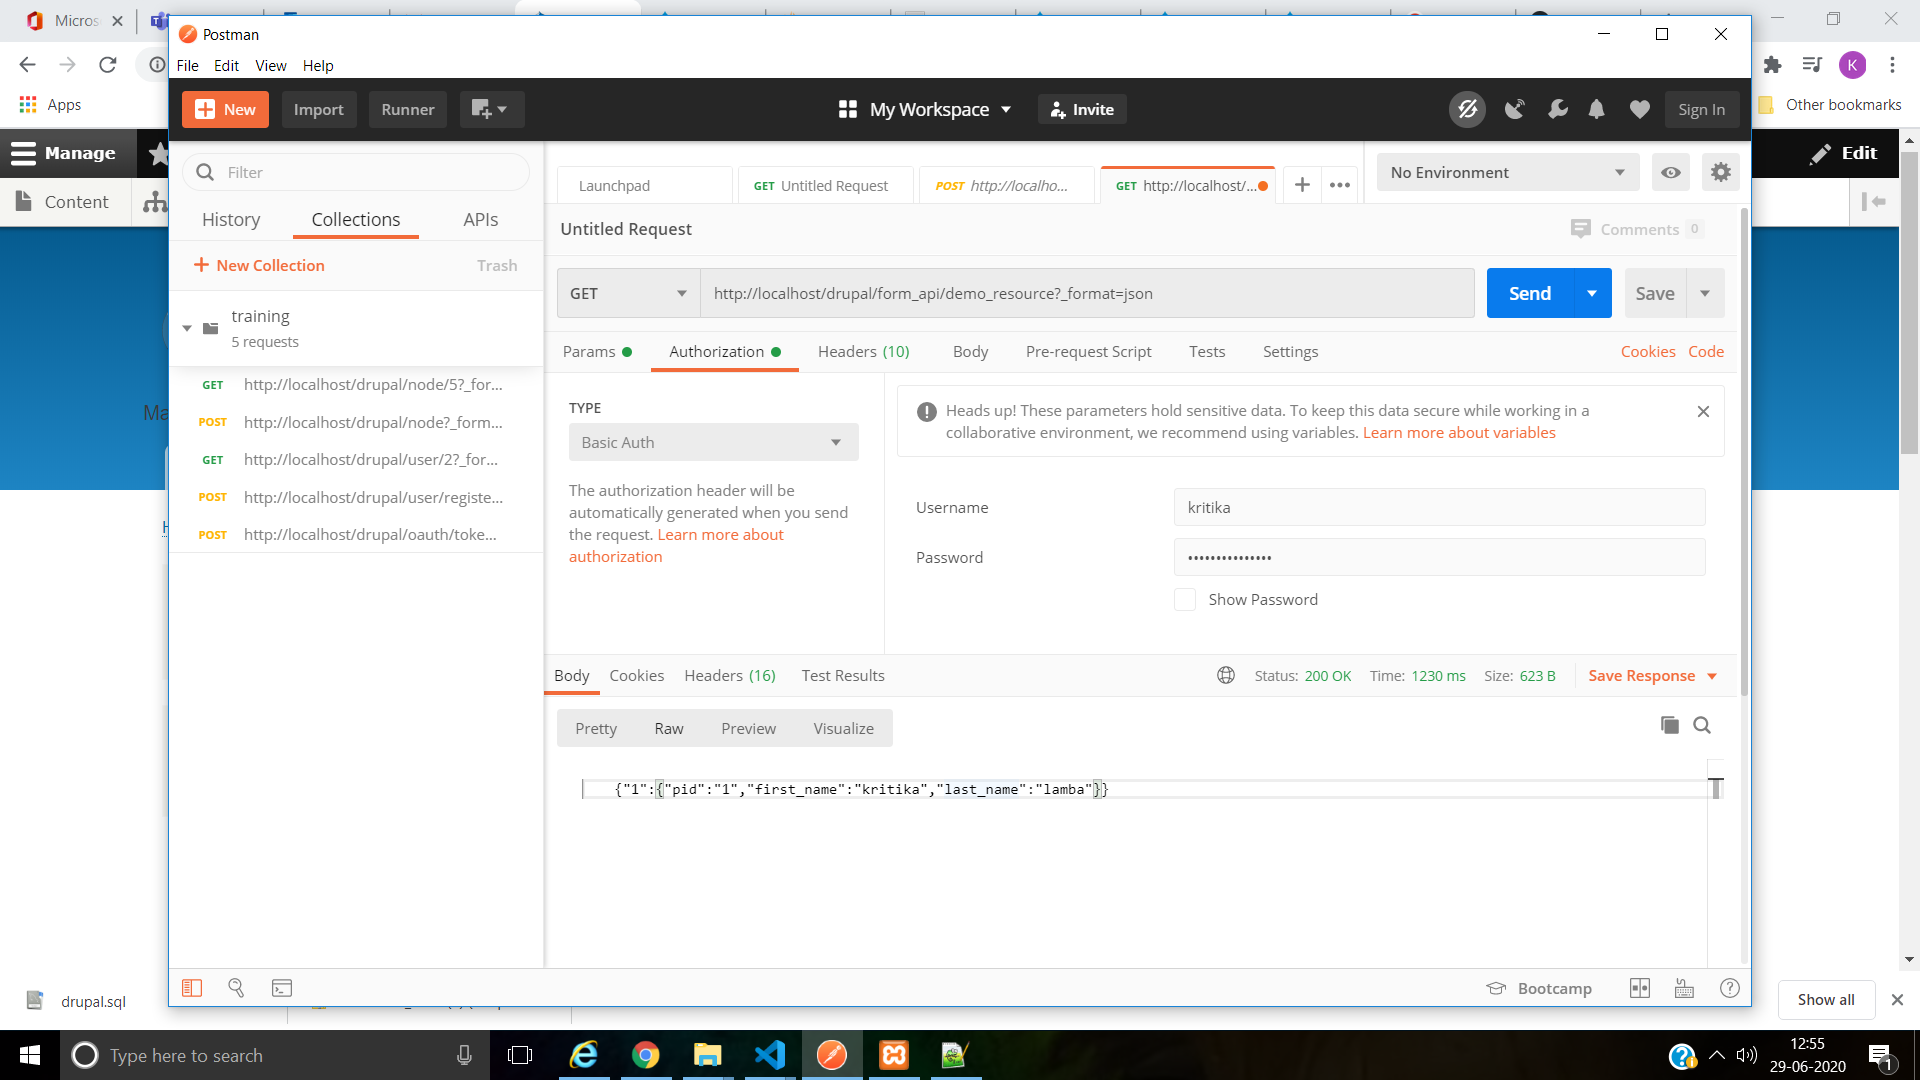 Micros
Postman
File Edit View Help
New Import Runner My Workspace Invite Sign In
K
Apps
Other bookmarks
Manage
Edit
Content
Filter
History Collections APIs
New Collection Trash
training
5 requests
GET http://localhost/drupal/node/5?_for...
POST http://localhost/drupal/node?_form...
GET http://localhost/drupal/user/2?_for...
POST http://localhost/drupal/user/registe...
POST http://localhost/drupal/oauth/toke...
Ma
H
Launchpad GET Untitled Request POST http://localho... GET http://localhost/... No Environment
Untitled Request Comments 0
GET http://localhost/drupal/form_api/demo_resource?_format=json Send Save
Params Authorization Headers (10) Body Pre-request Script Tests Settings Cookies Code
TYPE
Basic Auth
The authorization header will be
automatically generated when you send
the request. Learn more about
authorization
Heads up! These parameters hold sensitive data. To keep this data secure while working in a
collaborative environment, we recommend using variables. Learn more about variables
Username kritika
Password •••••••••••••••
Show Password
Body Cookies Headers (16) Test Results Status: 200 OK Time: 1230 ms Size: 623 B Save Response
Pretty Raw Preview Visualize
{"1":{"pid":"1","first_name":"kritika","last_name":"lamba"}}
Bootcamp
drupal.sql
Show all
Type here to search
12:55
29-06-2020
1